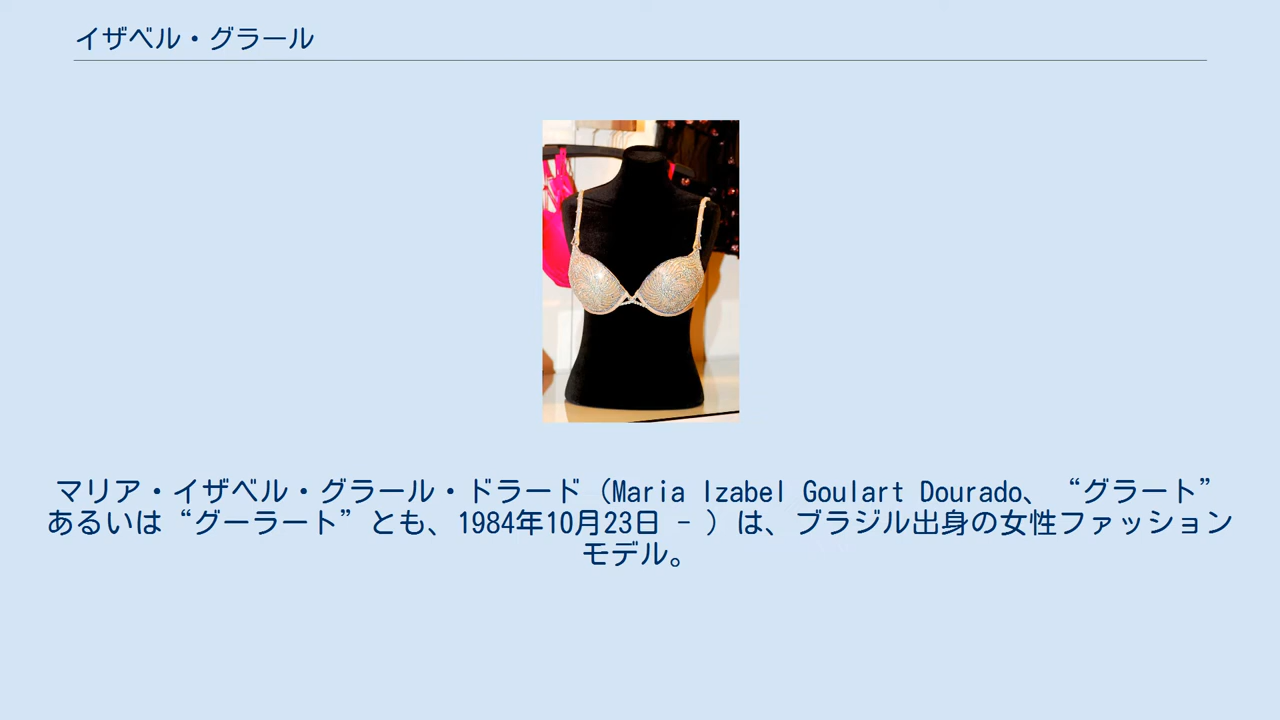 イザベル・グラール
マリア・イザベル・グラール・ドラード（Maria Izabel Goulart Dourado、“グラート”
あるいは“グーラート”とも、1984年10月23日 - ）は、ブラジル出身の女性ファッション
モデル。